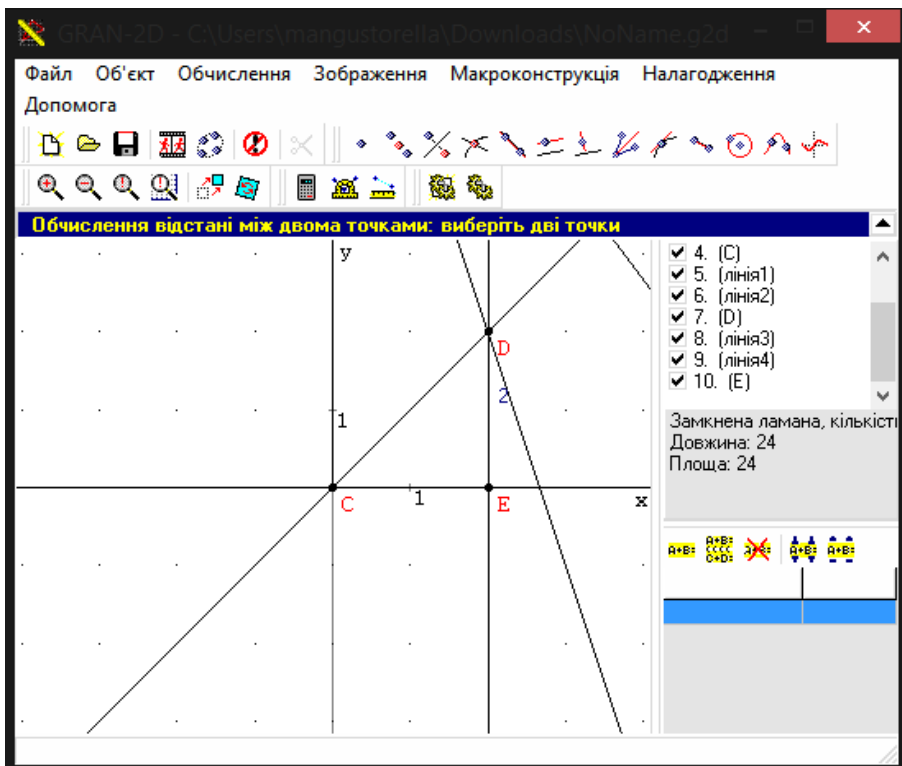 GRAN-2D - C:\Users\mangustorella\Downloads\NoName.g2d
Файл Об'єкт Обчислення Зображення Макроконструкція Налагодження
Допомога
Обчислення відстані між двома точками: виберіть дві точки
y
D
2
1
C
1
E
x
4. (C)
5. (лінія1)
6. (лінія2)
7. (D)
8. (лінія3)
9. (лінія4)
10. (E)
Замкнена ламана, кількісті
Довжина: 24
Площа: 24
A+B= A+B= CCCC C+D= A+B= A+B= A+B=